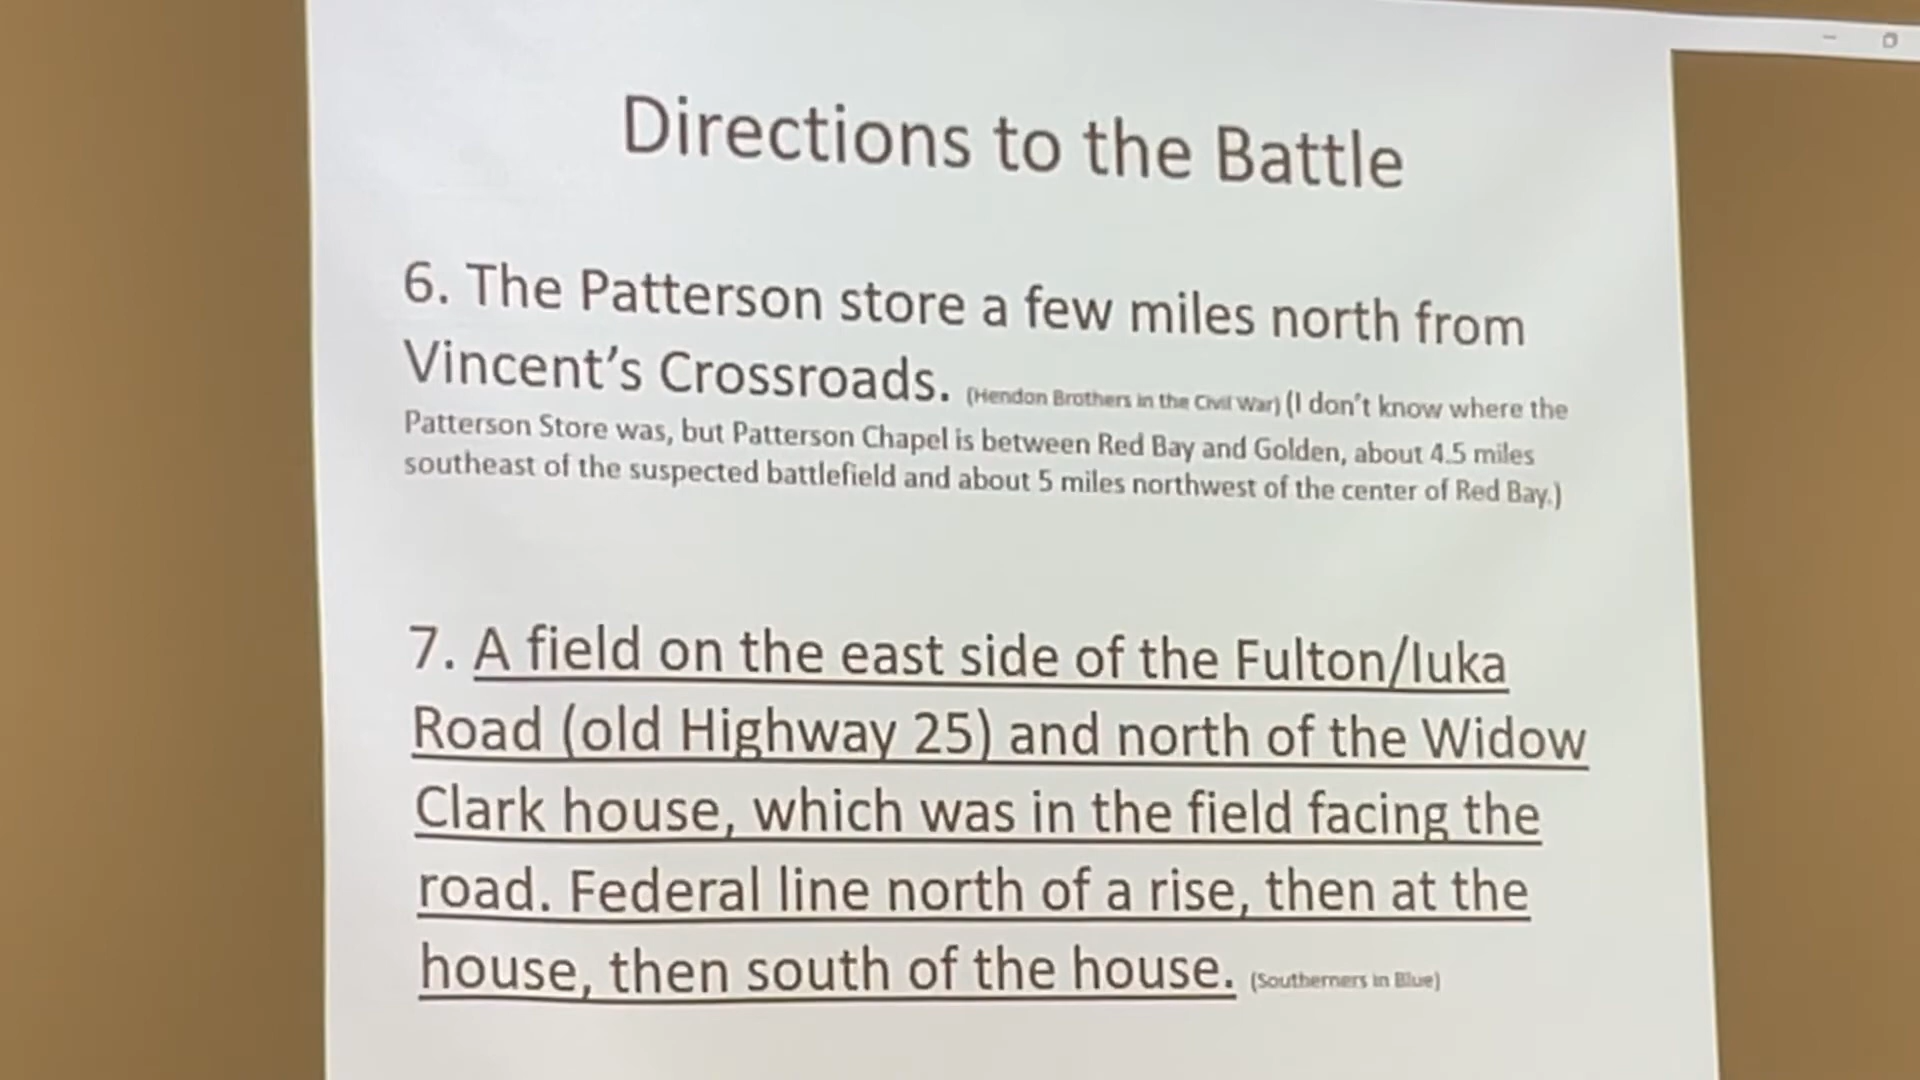 Directions to the Battle
6. The Patterson store a few miles north from
Vincent's Crossroads. (Hendon Brothers in the Civil War) (I don't know where the
Patterson Store was, but Patterson Chapel is between Red Bay and Golden, about 4.5 miles
southeast of the suspected battlefield and about 5 miles northwest of the center of Red Bay.)
7. A field on the east side of the Fulton/Iuka
Road (old Highway 25) and north of the Widow
Clark house, which was in the field facing the
road. Federal line north of a rise, then at the
house, then south of the house. (Southerners in Blue)